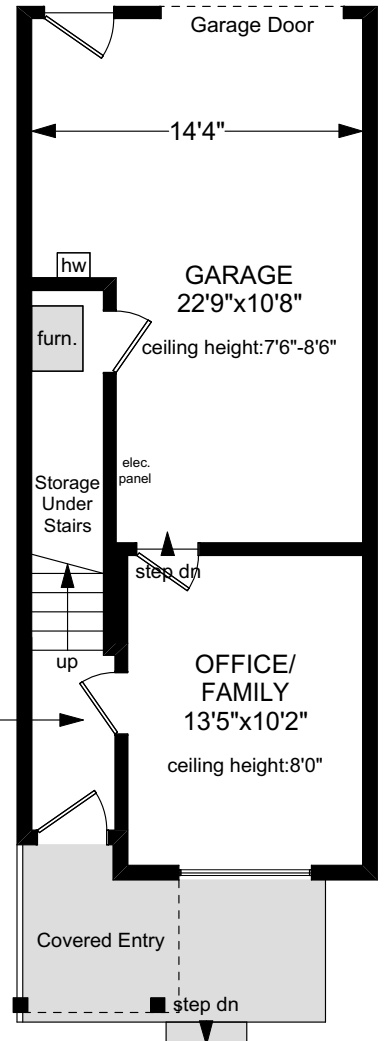 Garage Door
14'4"
hw
GARAGE
22'9"x10'8"
furn.
ceiling height:7'6"-8'6"
elec.
panel
Storage
Under
Stairs
step dn
up
OFFICE/
FAMILY
13'5"x10'2"
ceiling height:8'0"
Covered Entry
step dn